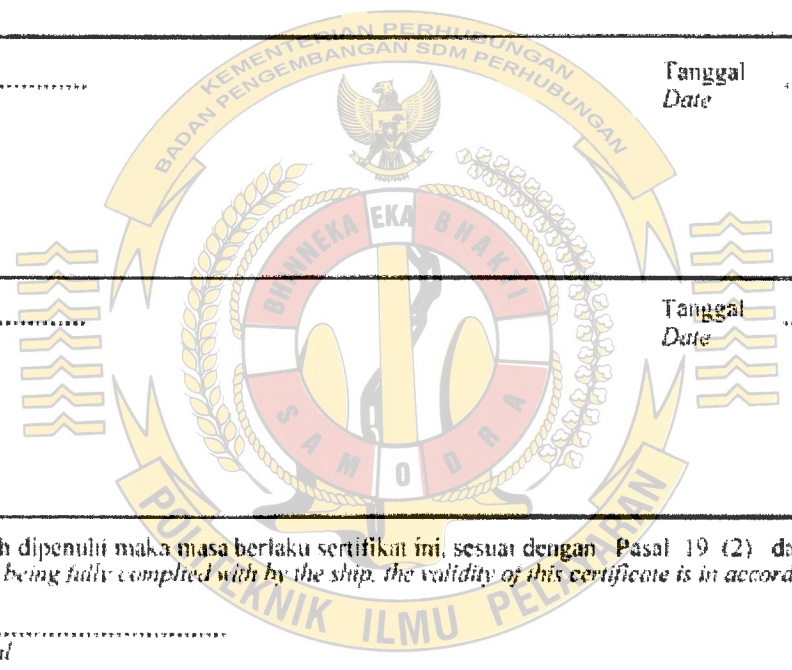 KEMENTERIAN PERHUBUNGAN
BADAN PENGEMBANGAN SDM PERHUBUNGAN
Tanggal
Date
BHINNEKA EKA BHAKTI
Tanggal
Date
SAMODRA
h dipenuhi maka masa berlaku sertifikat ini, sesuai dengan Pasal 19 (2) da
being fully complied with by the ship, the validity of this certificate is in accord
POLITEKNIK ILMU PELAYARAN
al